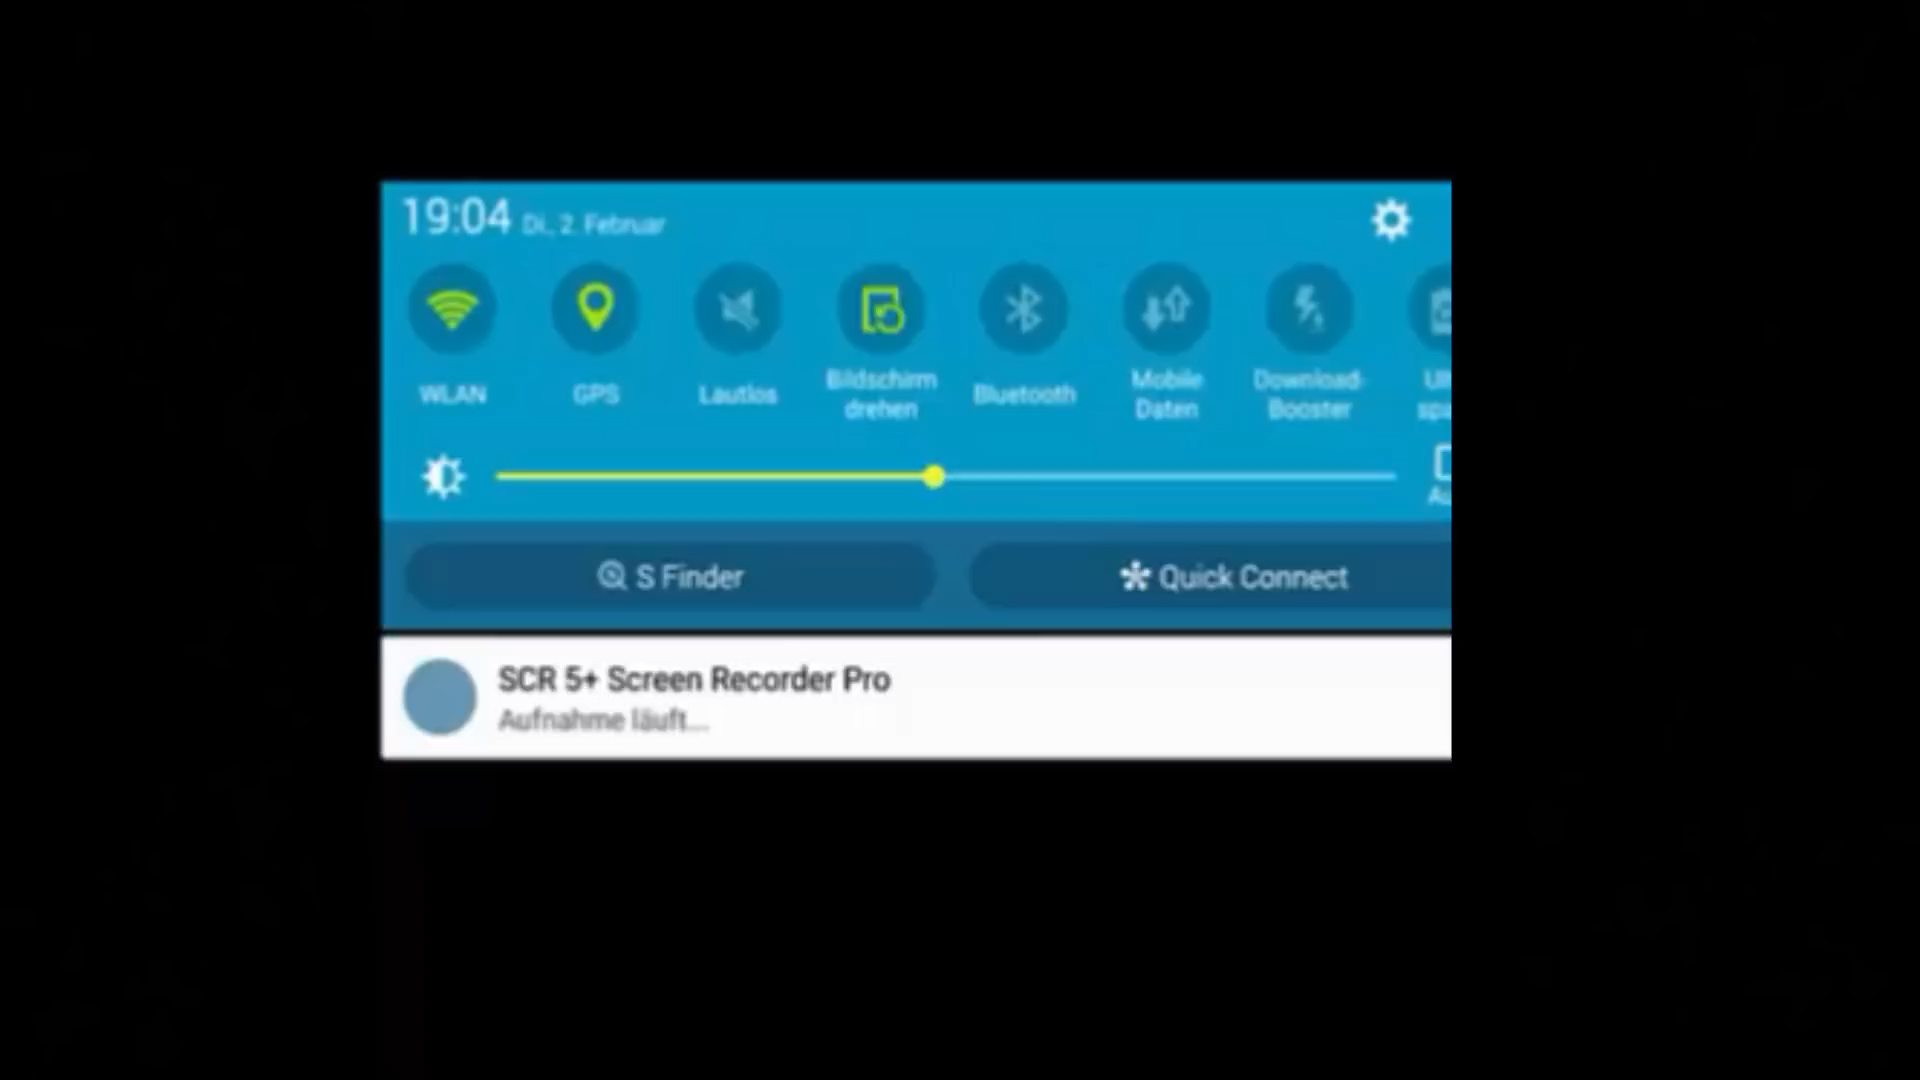 19:04 Di., 2. Februar
WLAN
GPS
Lautlos
Bildschirm
drehen
Bluetooth
Mobile
Daten
Download-
Booster
S Finder
Quick Connect
SCR 5+ Screen Recorder Pro
Aufnahme läuft...